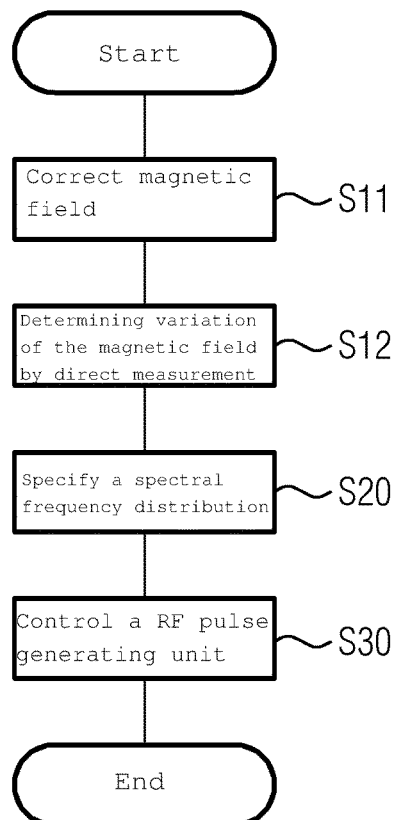 Start
Correct magnetic
field
S11
Determining variation
of the magnetic field
by direct measurement
S12
Specify a spectral
frequency distribution
S20
Control a RF pulse
generating unit
S30
End